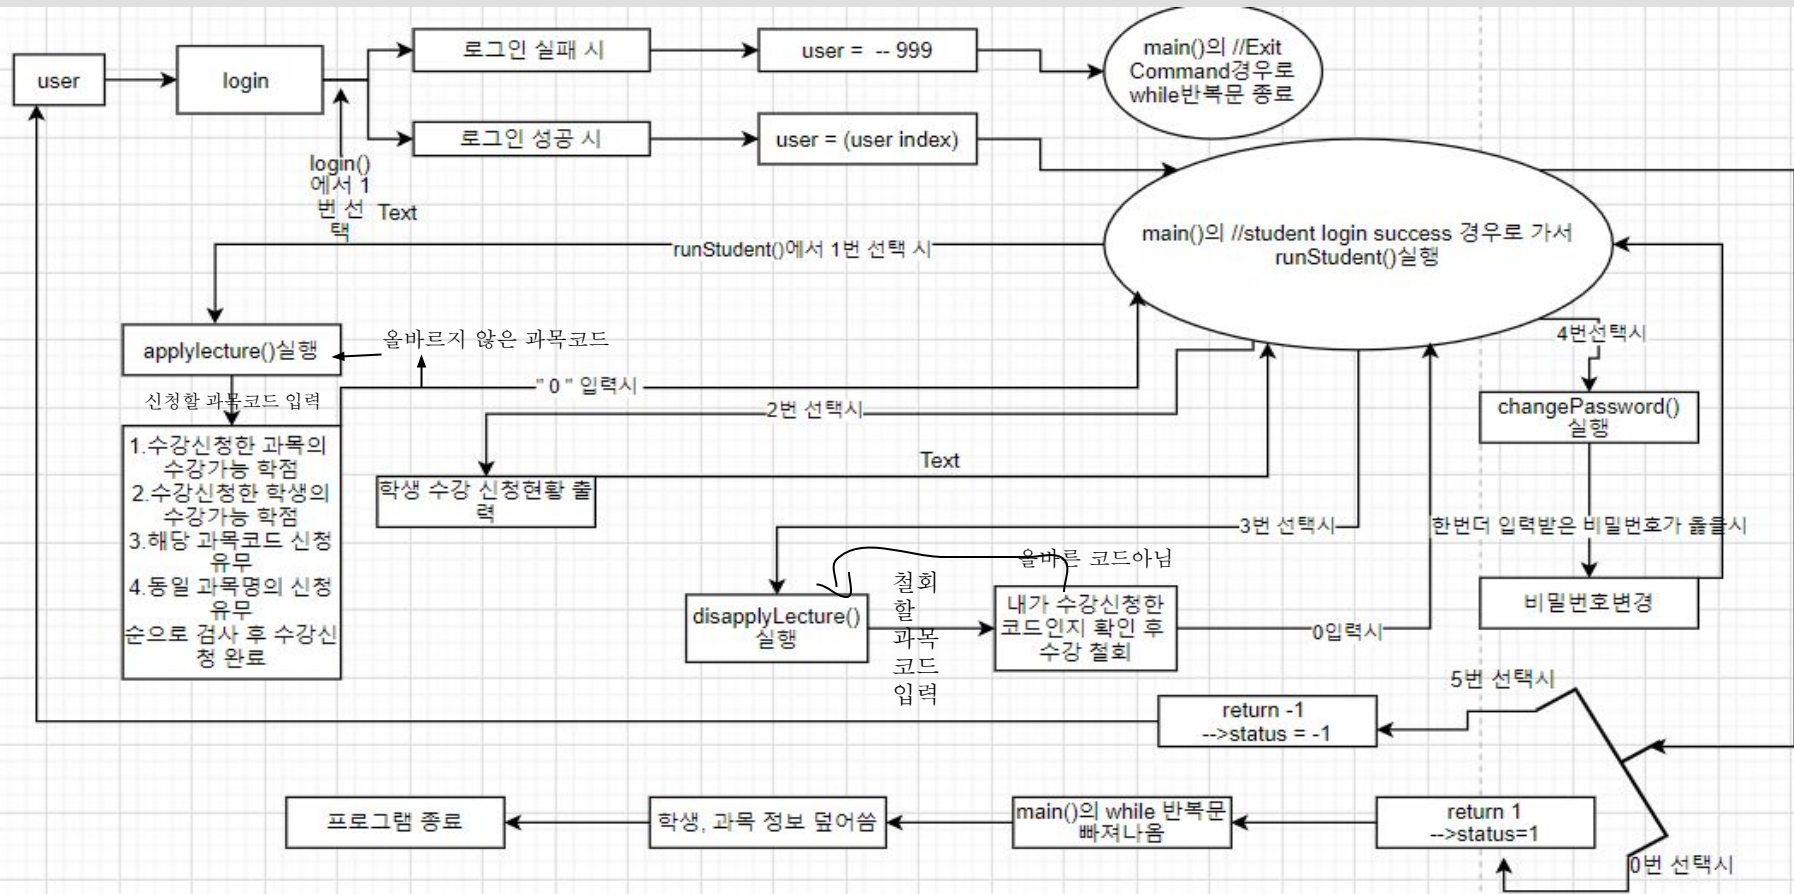 user
login
로그인 실패 시
user =  -- 999
main()의 //Exit
Command경우로
while반복문 종료
로그인 성공 시
user = (user index)
login()
에서 1
번 선
택
Text
main()의 //student login success 경우로 가서
runStudent()실행
runStudent()에서 1번 선택 시
applylecture()실행
올바르지 않은 과목코드
신청할 과목코드 입력
" 0 " 입력시
1.수강신청한 과목의
수강가능 학점
2.수강신청한 학생의
수강가능 학점
3.해당 과목코드 신청
유무
4.동일 과목명의 신청
유무
순으로 검사 후 수강신
청 완료
2번 선택시
Text
학생 수강 신청현황 출
력
4번선택시
changePassword()
실행
한번더 입력받은 비밀번호가 옳을시
비밀번호변경
3번 선택시
올바른 코드아님
disapplyLecture()
실행
철회
할
과목
코드
입력
내가 수강신청한
코드인지 확인 후
수강 철회
0입력시
5번 선택시
return -1
-->status = -1
return 1
-->status=1
0번 선택시
main()의 while 반복문
빠져나옴
학생, 과목 정보 덮어씀
프로그램 종료